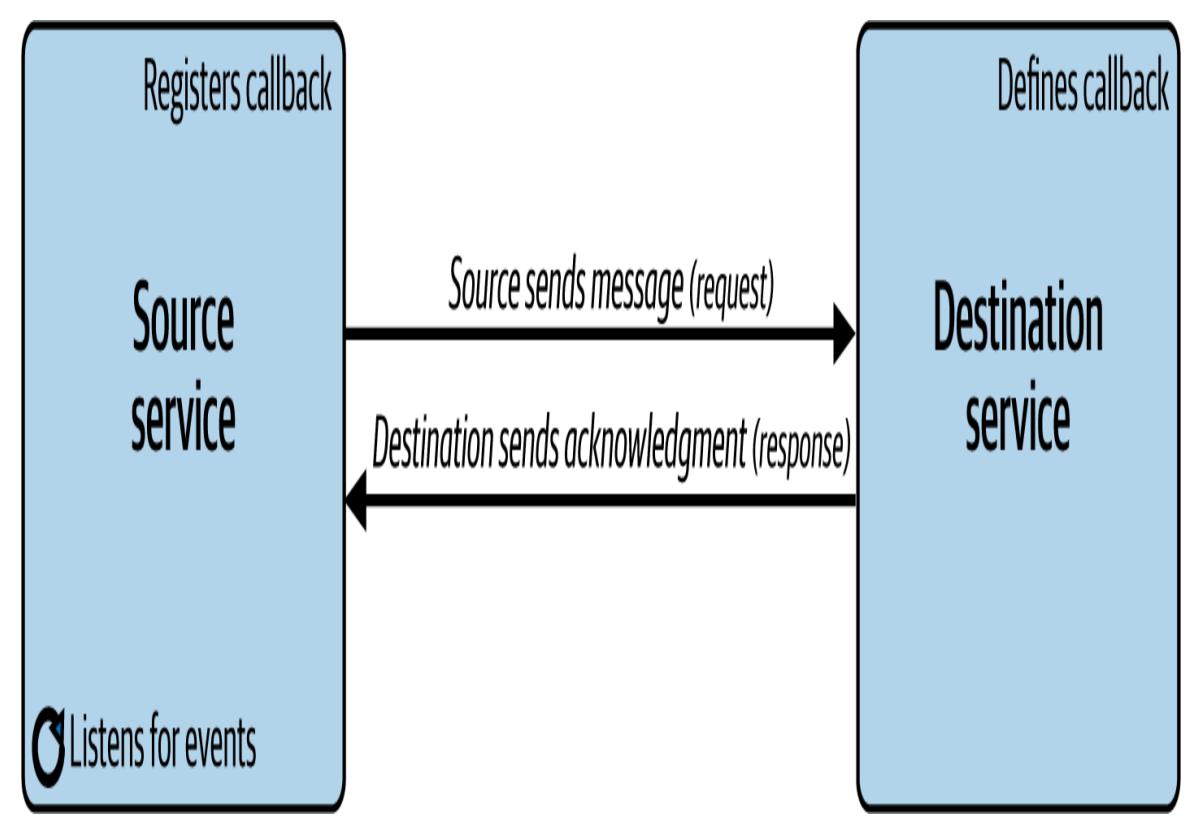 Registers callback
Source
service
Listens for events
Source sends message (request)
Destination sends acknowledgment (response)
Defines callback
Destination
service